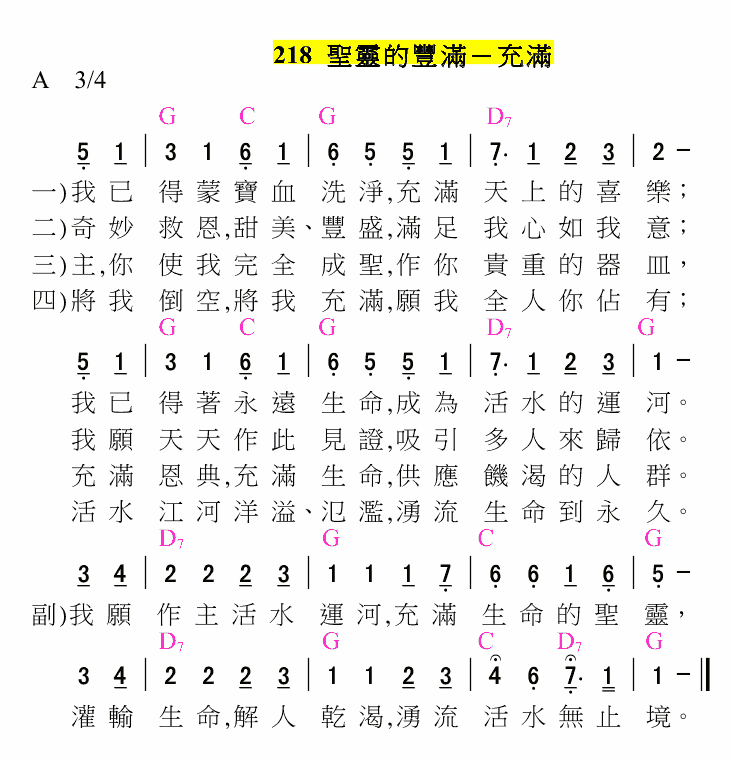 218 聖靈的豐滿－充滿
A 3/4
G C G D7
5 1 | 3 1 6 1 | 6 5 5 1 | 7· 1 2 3 | 2 －
一)我已 得蒙寶血 洗淨,充滿 天上的喜 樂；
二)奇妙 救恩,甜美、豐盛,滿足 我心如我 意；
三)主,你 使我完全 成聖,作你 貴重的器 皿，
四)將我 倒空,將我 充滿,願我 全人你佔 有；
G C G D7 G
5 1 | 3 1 6 1 | 6 5 5 1 | 7· 1 2 3 | 1 －
我已 得著永遠 生命,成為 活水的運 河。
我願 天天作此 見證,吸引 多人來歸 依。
充滿 恩典,充滿 生命,供應 饑渴的人 群。
活水 江河洋溢、氾濫,湧流 生命到永 久。
D7 G C G
3 4 | 2 2 2 3 | 1 1 1 7 | 6 6 1 6 | 5 －
副)我願 作主活水 運河,充滿 生命的聖 靈，
D7 G C D7 G
3 4 | 2 2 2 3 | 1 1 2 3 | 4 6 7· 1 | 1 － ‖
灌輸 生命,解人 乾渴,湧流 活水無止 境。